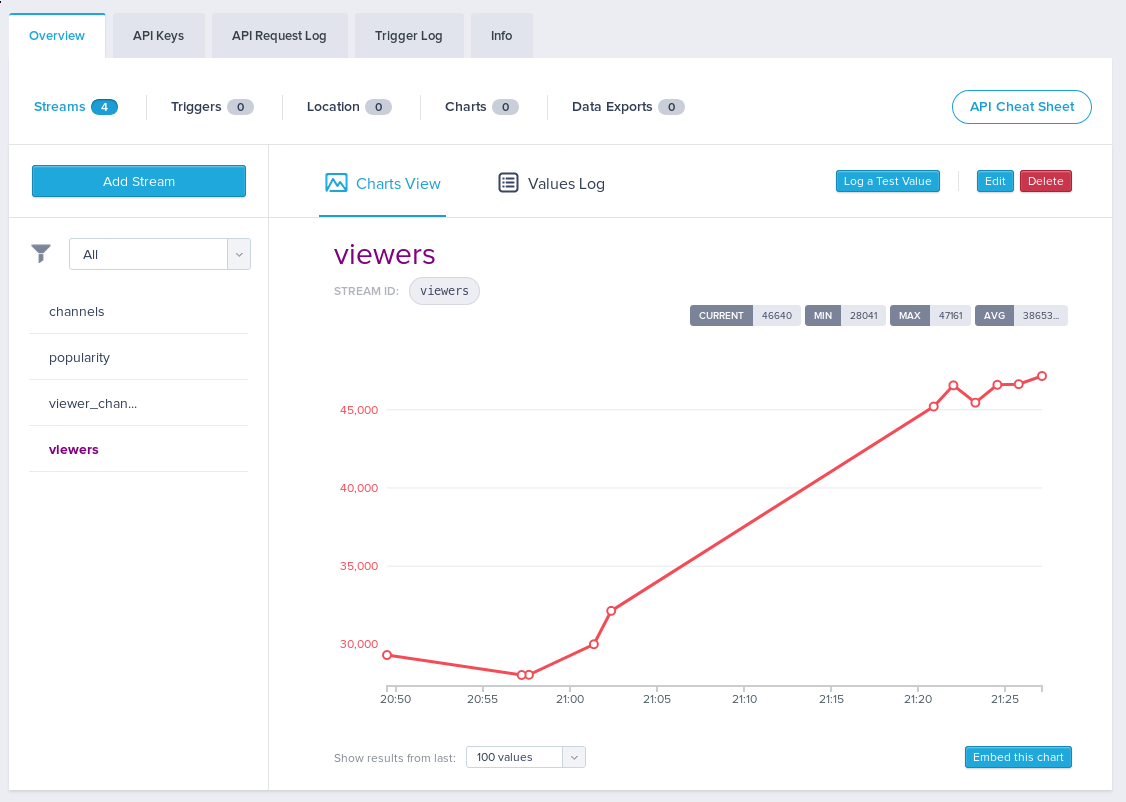 Overview API Keys API Request Log Trigger Log Info
Streams 4 Triggers 0 Location 0 Charts 0 Data Exports 0 API Cheat Sheet
Add Stream
Charts View Values Log Log a Test Value Edit Delete
All
channels
popularity
viewer_chan...
viewers
viewers
STREAM ID: viewers
CURRENT 46640 MIN 28041 MAX 47161 AVG 38653...
45,000
40,000
35,000
30,000
20:50 20:55 21:00 21:05 21:10 21:15 21:20 21:25
Show results from last: 100 values Embed this chart